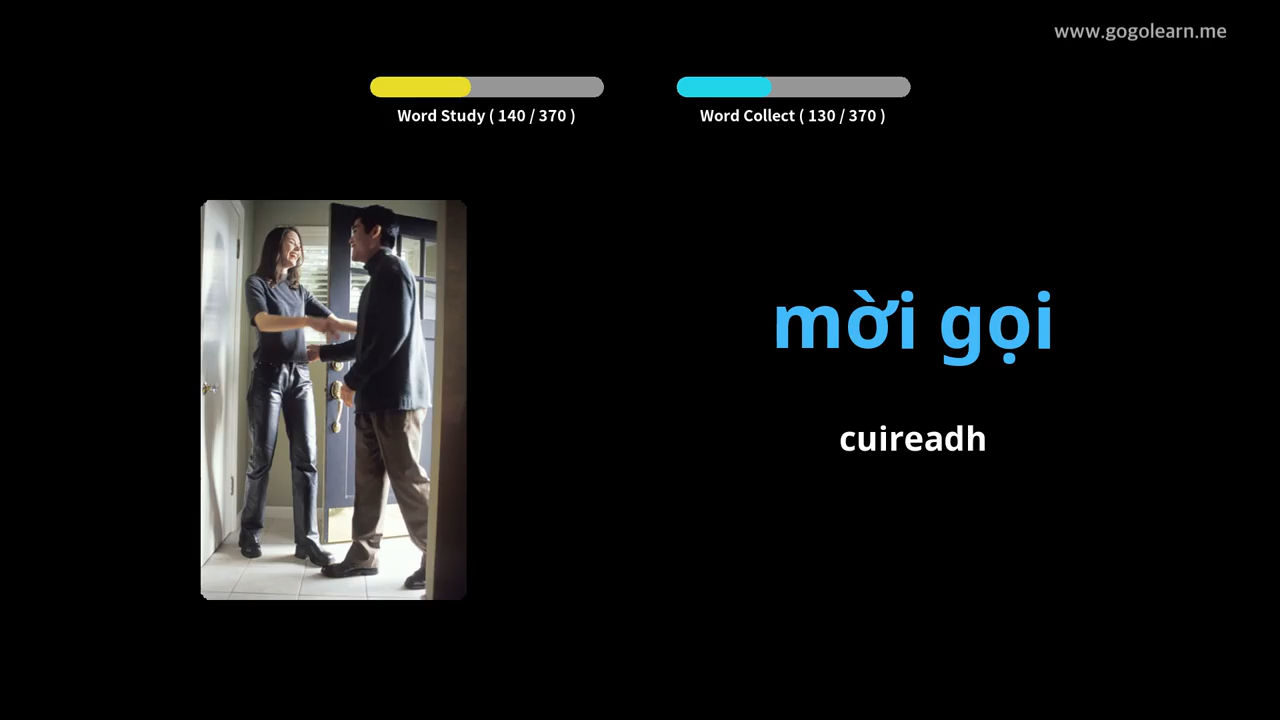 www.gogolearn.me
Word Study ( 140 / 370 )
Word Collect ( 130 / 370 )
mời gọi
cuireadh